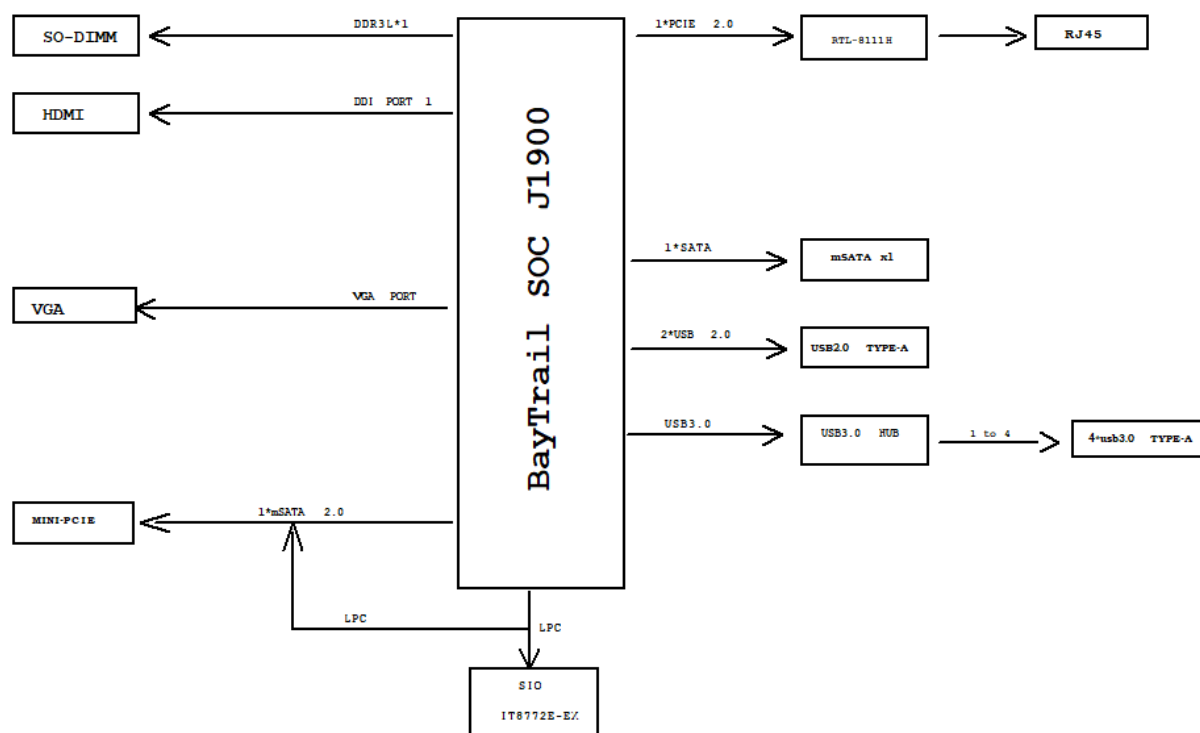 SO-DIMM
DDR3L*1
1*PCIE 2.0
RTL-8111H
RJ45
HDMI
DDI PORT 1
BayTrail SOC J1900
1*SATA
mSATA x1
VGA
VGA PORT
2*USB 2.0
USB2.0 TYPE-A
USB3.0
USB3.0 HUB
1 to 4
4*usb3.0 TYPE-A
MINI-PCIE
1*mSATA 2.0
LPC
LPC
SIO
IT8772E-EX